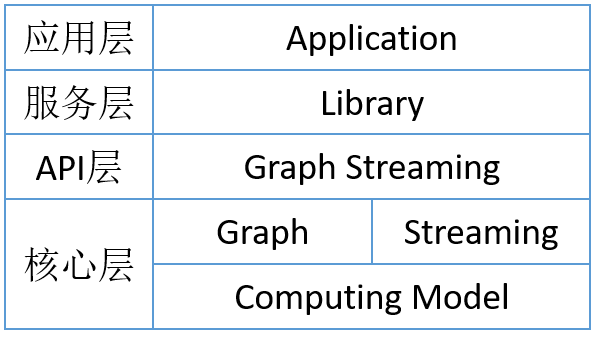 应用层 Application
服务层 Library
API层 Graph Streaming
核心层 Graph Streaming
Computing Model